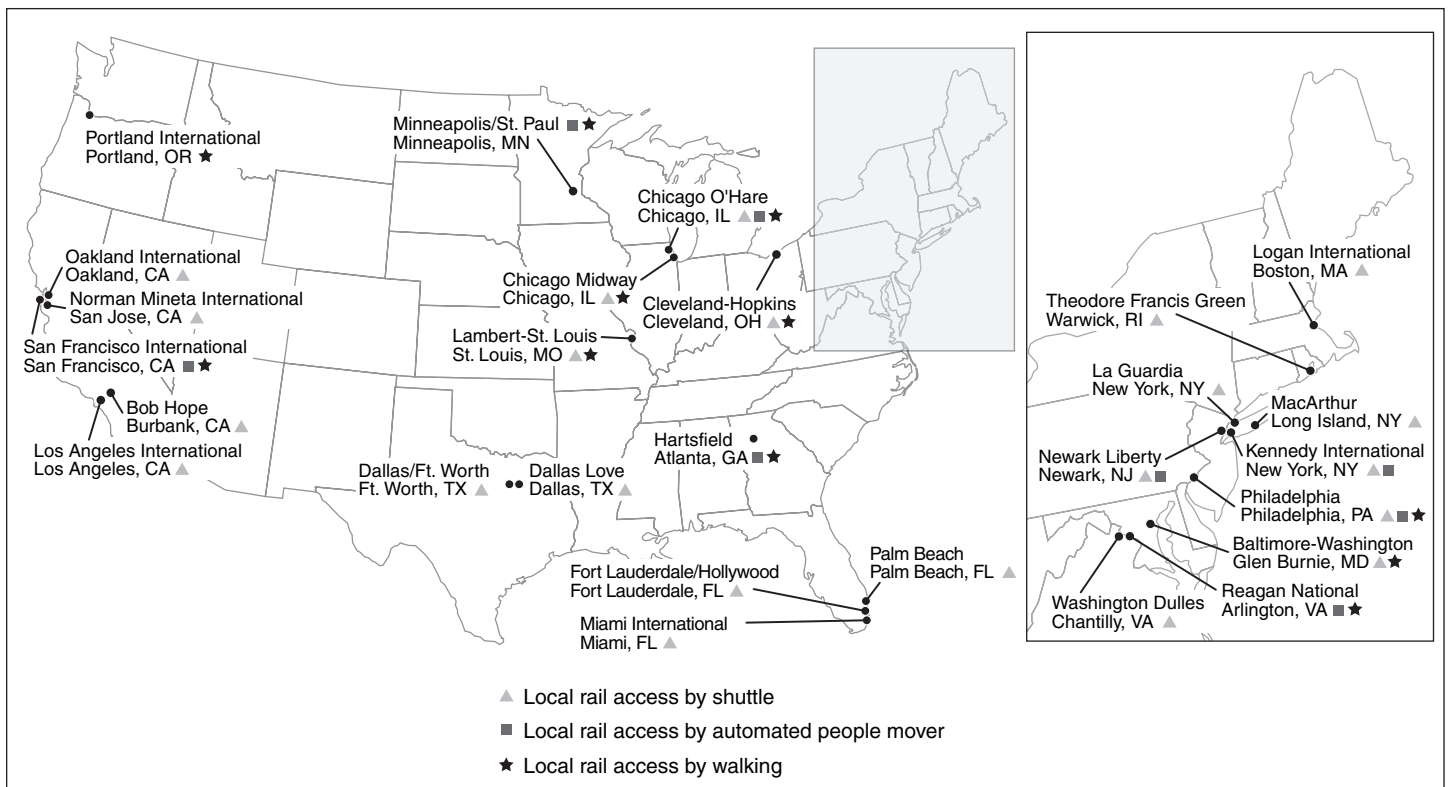 Portland International
Portland, OR
Minneapolis/St. Paul
Minneapolis, MN
Chicago O'Hare
Chicago, IL
Oakland International
Oakland, CA
Norman Mineta International
San Jose, CA
San Francisco International
San Francisco, CA
Bob Hope
Burbank, CA
Los Angeles International
Los Angeles, CA
Chicago Midway
Chicago, IL
Cleveland-Hopkins
Cleveland, OH
Lambert-St. Louis
St. Louis, MO
Hartsfield
Atlanta, GA
Dallas/Ft. Worth
Ft. Worth, TX
Dallas Love
Dallas, TX
Palm Beach
Palm Beach, FL
Fort Lauderdale/Hollywood
Fort Lauderdale, FL
Miami International
Miami, FL
Logan International
Boston, MA
Theodore Francis Green
Warwick, RI
La Guardia
New York, NY
MacArthur
Long Island, NY
Newark Liberty
Newark, NJ
Kennedy International
New York, NY
Philadelphia
Philadelphia, PA
Baltimore-Washington
Glen Burnie, MD
Reagan National
Arlington, VA
Washington Dulles
Chantilly, VA
Local rail access by shuttle
Local rail access by automated people mover
Local rail access by walking